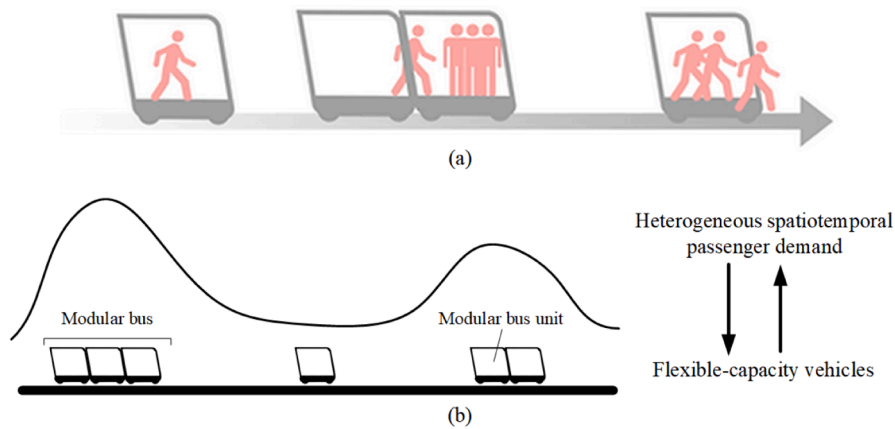 (a)
Heterogeneous spatiotemporal
passenger demand
Modular bus
Modular bus unit
Flexible-capacity vehicles
(b)